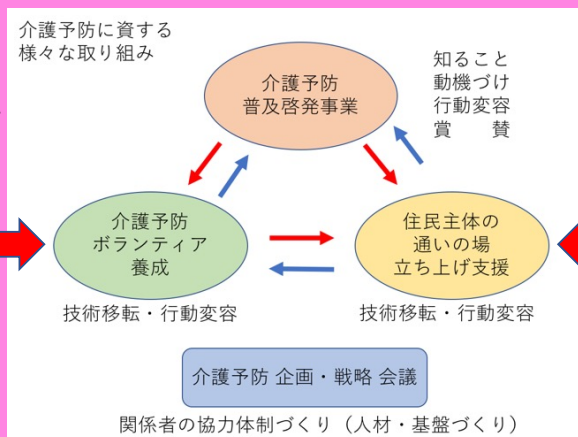 介護予防に資する
様々な取り組み
介護予防
普及啓発事業
知ること
動機づけ
行動変容
賞　　賛
介護予防
ボランティア
養成
住民主体の
通いの場
立ち上げ支援
技術移転・行動変容
技術移転・行動変容
介護予防 企画・戦略 会議
関係者の協力体制づくり（人材・基盤づくり）